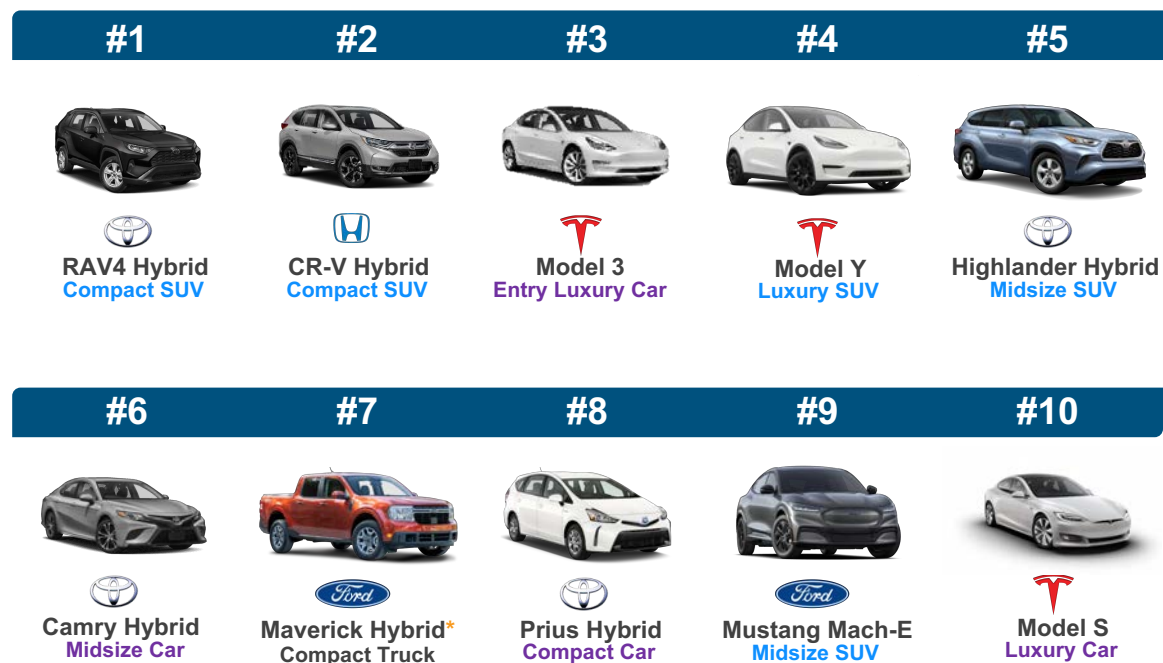 #1 #2 #3 #4 #5
RAV4 Hybrid CR-V Hybrid Model 3 Model Y Highlander Hybrid
Compact SUV Compact SUV Entry Luxury Car Luxury SUV Midsize SUV
#6 #7 #8 #9 #10
Ford Ford
Camry Hybrid Maverick Hybrid* Prius Hybrid Mustang Mach-E Model S
Midsize Car Compact Truck Compact Car Midsize SUV Luxury Car